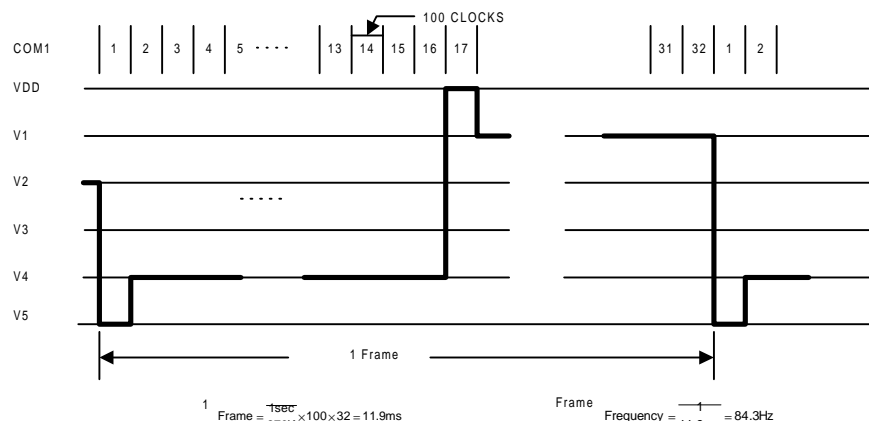 100 CLOCKS
COM1 1 2 3 4 5 ···· 13 14 15 16 17 31 32 1 2
VDD
V1
V2
·····
V3
V4
V5
1 Frame
1 Frame = 1sec ×100×32 = 11.9ms
Frame Frequency = 1 = 84.3Hz